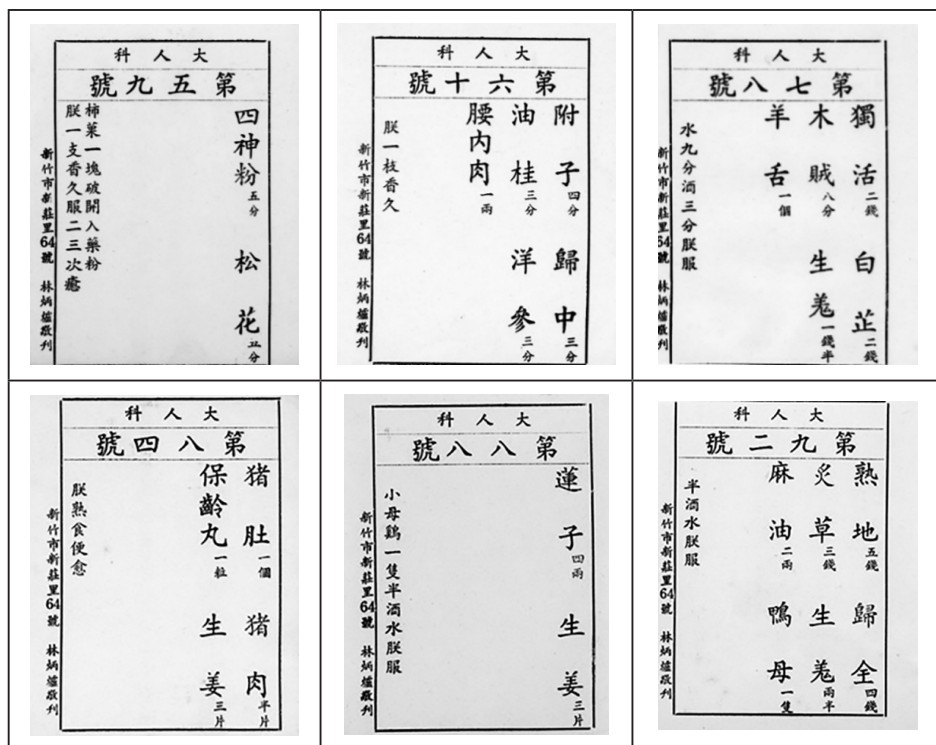 大人科
第五九號
四神粉五分 松花五分
柿菓一塊破開入藥粉
朕一支香久服二三次癒
新竹市新莊里64號 林炳爐敬刊
大人科
第六十號
附子四分 歸中三分
油桂三分 洋參三分
腰內肉一兩
朕一枝香久
新竹市新莊里64號 林炳爐敬刊
大人科
第七八號
獨活二錢 白芷二錢
木賊八分 生羗一錢半
羊舌一個
水九分酒三分朕服
新竹市新莊里64號 林炳爐敬刊
大人科
第八四號
猪肚一個 猪肉半片
保齡丸一粒 生姜三片
朕熟食便愈
新竹市新莊里64號 林炳爐敬刊
大人科
第八八號
蓮子四兩 生姜三片
小母鷄一隻半酒水朕服
新竹市新莊里64號 林炳爐敬刊
大人科
第九二號
熟地五錢 歸全四錢
炙草三錢 生羗兩半
麻油二兩 鴨母一隻
半酒水朕服
新竹市新莊里64號 林炳爐敬刊